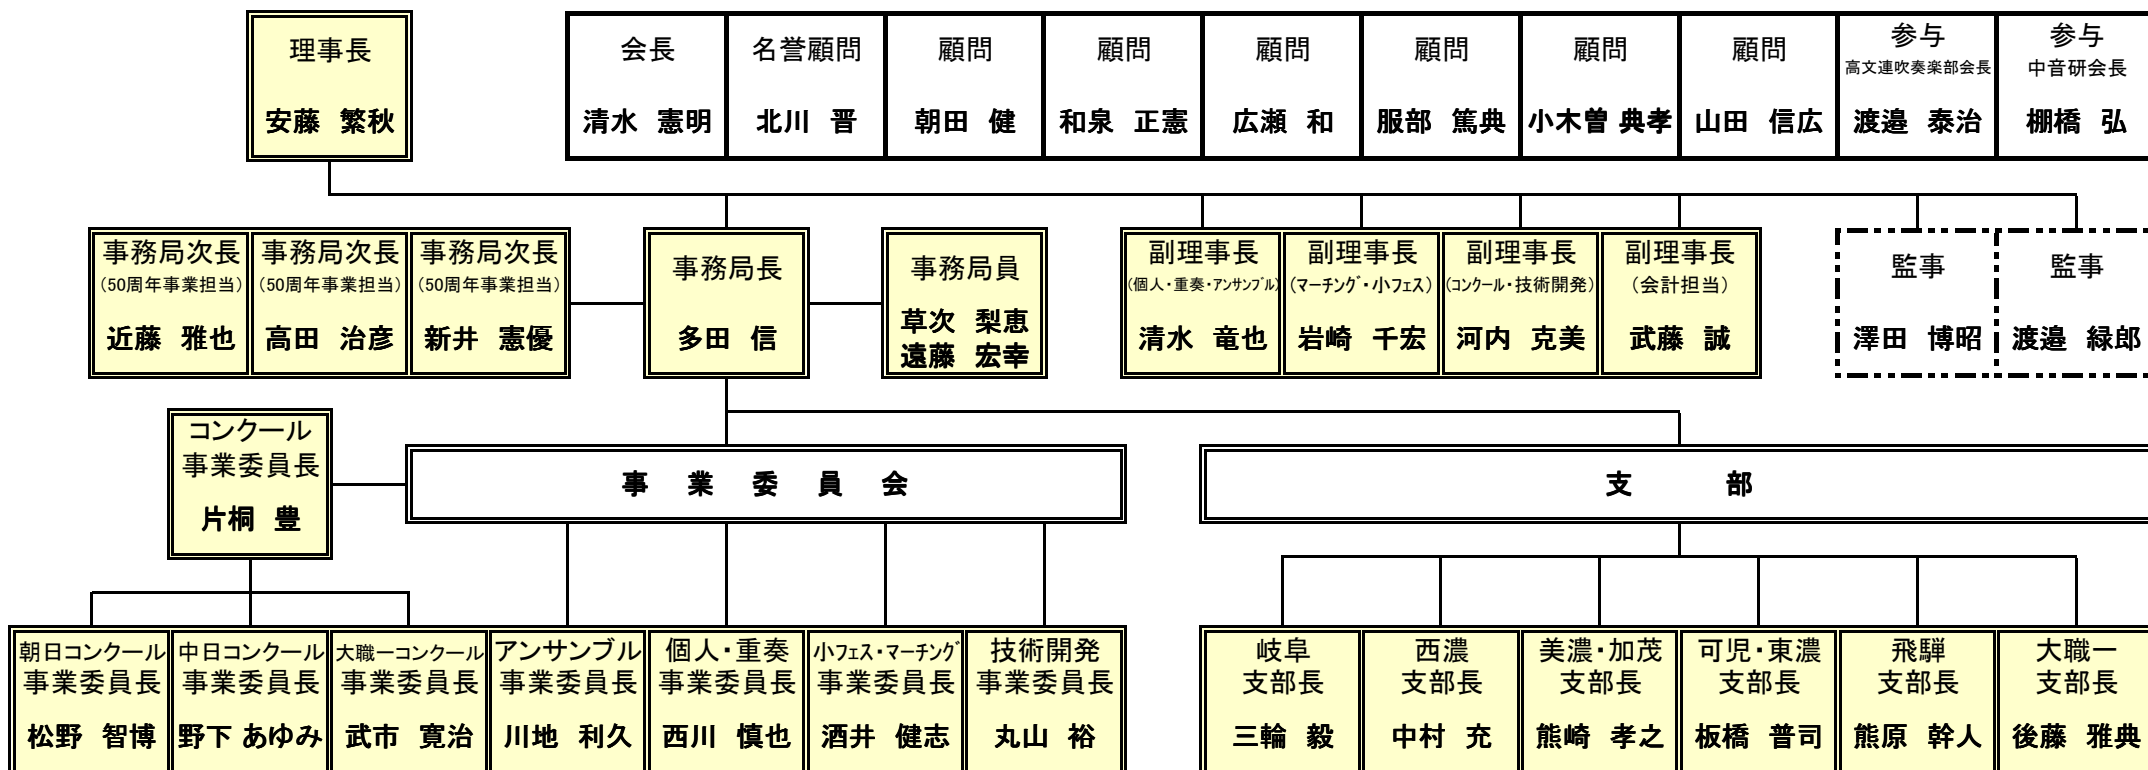 理事長
安藤 繁秋
会長
清水 憲明
名誉顧問
北川 晋
顧問
朝田 健
顧問
和泉 正憲
顧問
広瀬 和
顧問
服部 篤典
顧問
小木曽 典孝
顧問
山田 信広
参与
高文連吹奏楽部会長
渡邉 泰治
参与
中音研会長
棚橋 弘
事務局次長
(50周年事業担当)
近藤 雅也
事務局次長
(50周年事業担当)
高田 治彦
事務局次長
(50周年事業担当)
新井 憲優
事務局長
多田 信
事務局員
草次 梨恵
遠藤 宏幸
副理事長
(個人・重奏・アンサンブル)
清水 竜也
副理事長
(マーチング・小フェス)
岩崎 千宏
副理事長
(コンクール・技術開発)
河内 克美
副理事長
(会計担当)
武藤 誠
監事
澤田 博昭
監事
渡邉 緑郎
コンクール
事業委員長
片桐 豊
事業委員会
支部
朝日コンクール
事業委員長
松野 智博
中日コンクール
事業委員長
野下 あゆみ
大職一コンクール
事業委員長
武市 寛治
アンサンブル
事業委員長
川地 利久
個人・重奏
事業委員長
西川 慎也
小フェス・マーチング
事業委員長
酒井 健志
技術開発
事業委員長
丸山 裕
岐阜
支部長
三輪 毅
西濃
支部長
中村 充
美濃・加茂
支部長
熊崎 孝之
可児・東濃
支部長
板橋 普司
飛騨
支部長
熊原 幹人
大職一
支部長
後藤 雅典